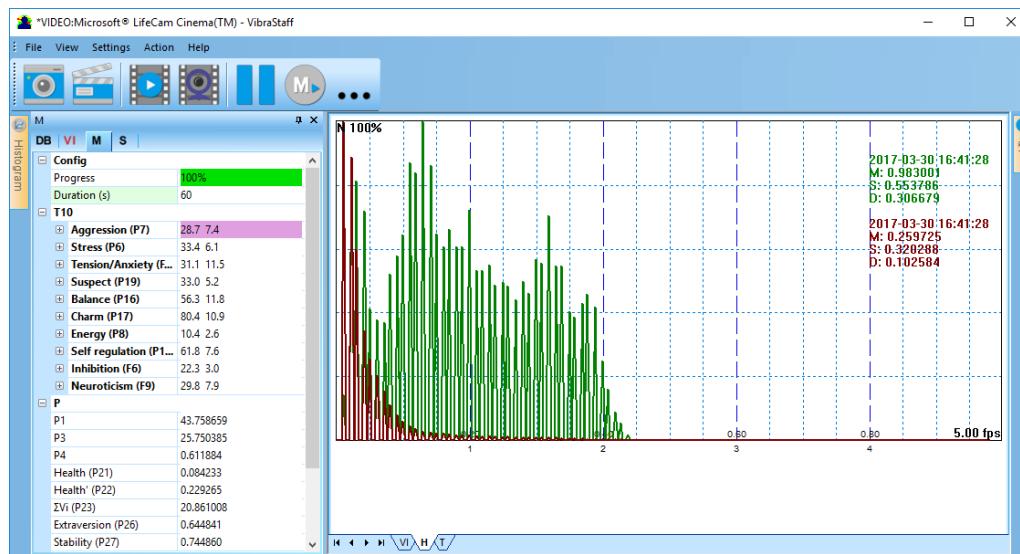 *VIDEO:Microsoft® LifeCam Cinema(TM) - VibraStaff
File View Settings Action Help
M
Histogram
M
DB VI M S
Config
Progress 100%
Duration (s) 60
T10
Aggression (P7) 28.7 7.4
Stress (P6) 33.4 6.1
Tension/Anxiety (F... 31.1 11.5
Suspect (P19) 33.0 5.2
Balance (P16) 56.3 11.8
Charm (P17) 80.4 10.9
Energy (P8) 10.4 2.6
Self regulation (P1... 61.8 7.6
Inhibition (F6) 22.3 3.0
Neuroticism (F9) 29.8 7.9
P
P1 43.758659
P3 25.750385
P4 0.611884
Health (P21) 0.084233
Health' (P22) 0.229265
ΣVi (P23) 20.861008
Extraversion (P26) 0.644841
Stability (P27) 0.744860
N 100%
2017-03-30 16:41:28
M: 0.983001
S: 0.553786
D: 0.306679
2017-03-30 16:41:28
M: 0.259725
S: 0.320288
D: 0.102584
0.60 0.80 5.00 fps
1 2 3 4
VI H T